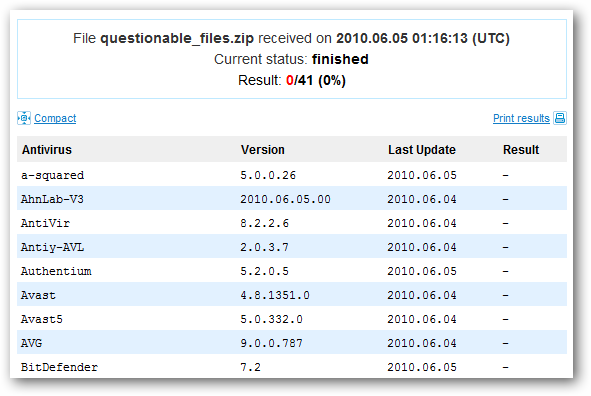 File questionable_files.zip received on 2010.06.05 01:16:13 (UTC)
Current status: finished
Result: 0/41 (0%)
Compact Print results
Antivirus Version Last Update Result
a-squared 5.0.0.26 2010.06.05 -
AhnLab-V3 2010.06.05.00 2010.06.04 -
AntiVir 8.2.2.6 2010.06.04 -
Antiy-AVL 2.0.3.7 2010.06.04 -
Authentium 5.2.0.5 2010.06.05 -
Avast 4.8.1351.0 2010.06.04 -
Avast5 5.0.332.0 2010.06.04 -
AVG 9.0.0.787 2010.06.04 -
BitDefender 7.2 2010.06.05 -